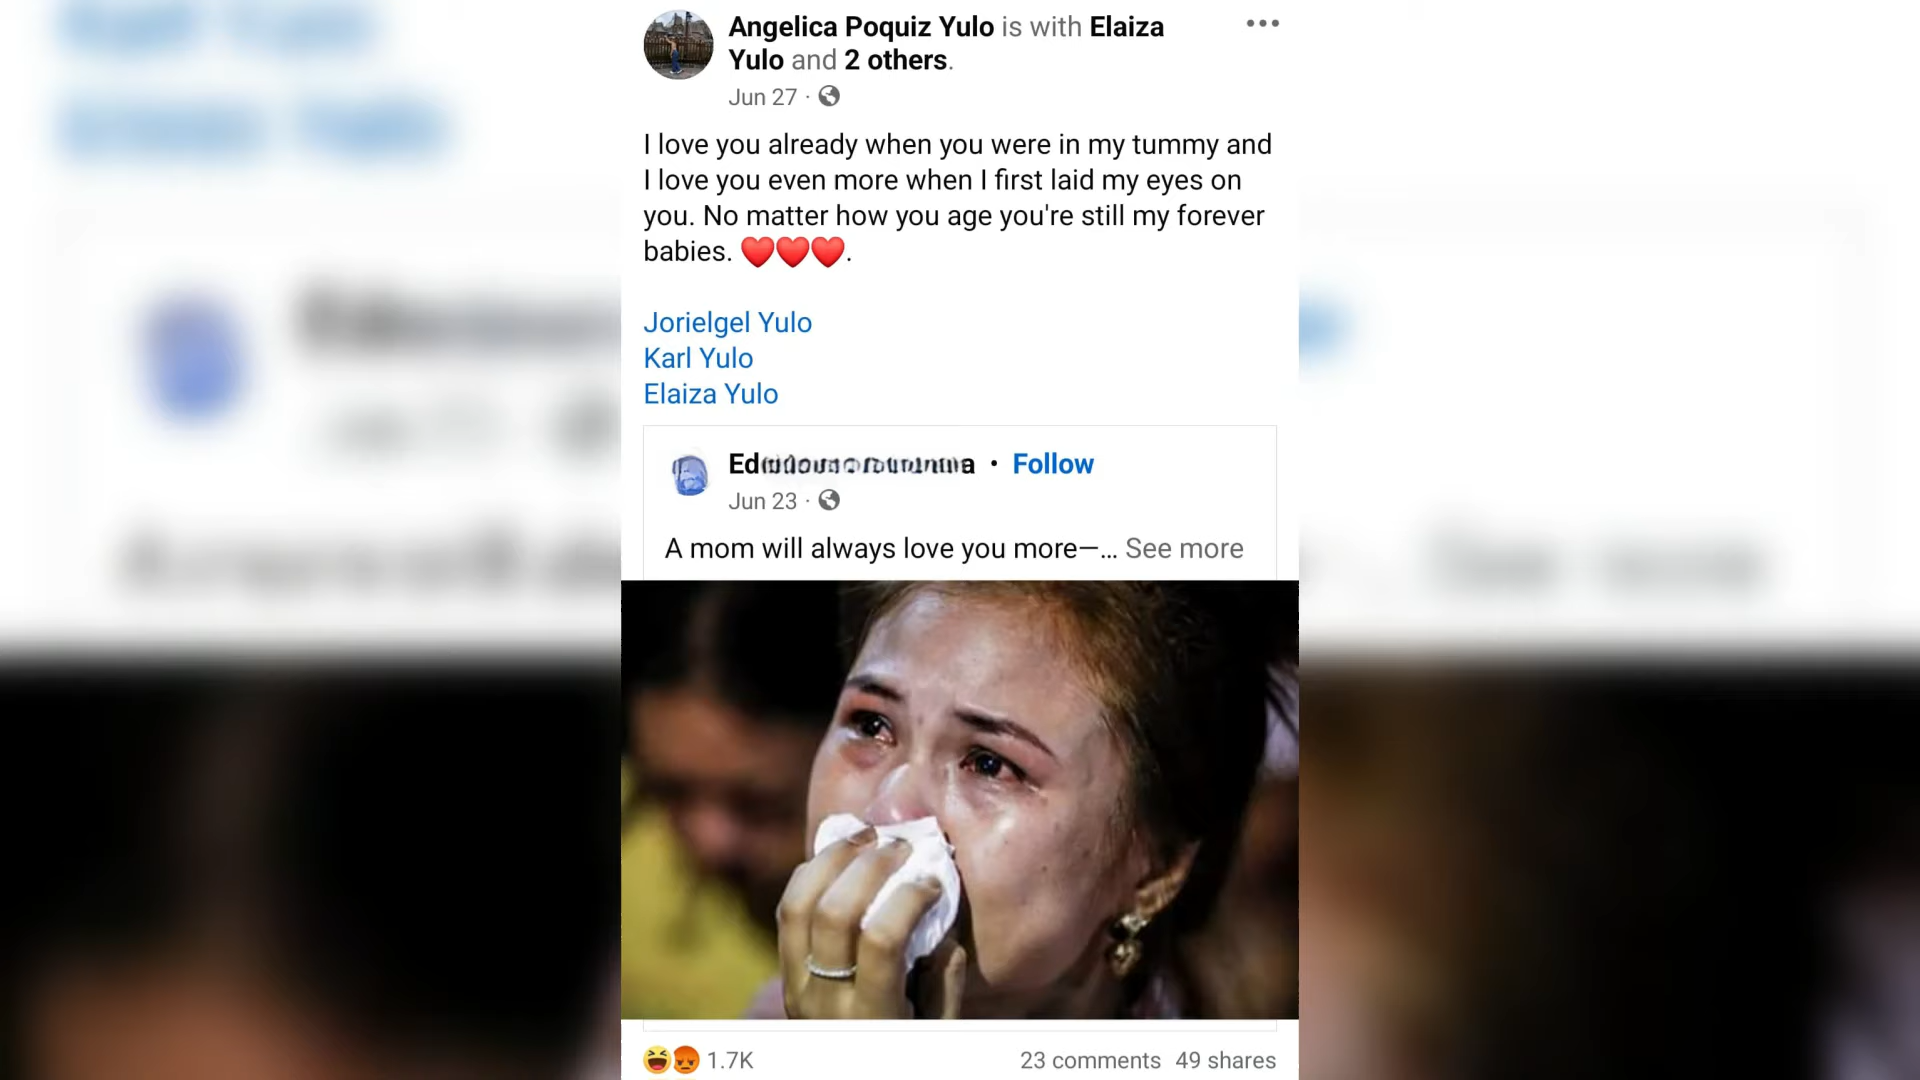 Angelica Poquiz Yulo is with Elaiza
Yulo and 2 others.
Jun 27 ·
I love you already when you were in my tummy and
I love you even more when I first laid my eyes on
you. No matter how you age you're still my forever
babies. ❤️❤️❤️.
Jorielgel Yulo
Karl Yulo
Elaiza Yulo
• Follow
Jun 23 ·
A mom will always love you more—... See more
1.7K 23 comments 49 shares